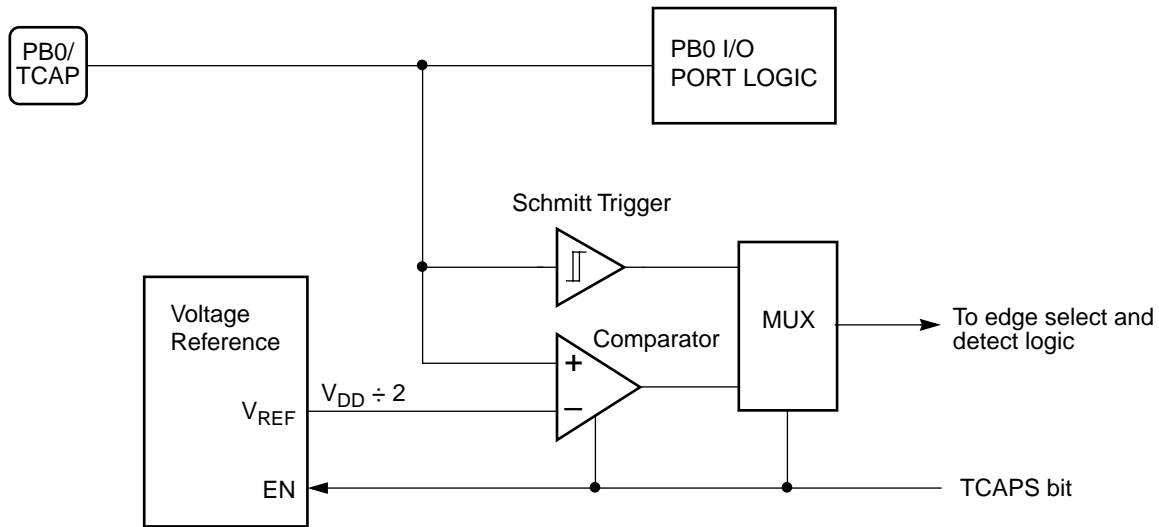 PB0/
TCAP
PB0 I/O
PORT LOGIC
Schmitt Trigger
Voltage
Reference
Comparator
MUX
To edge select and
detect logic
+
−
VDD ÷ 2
VREF
EN
TCAPS bit